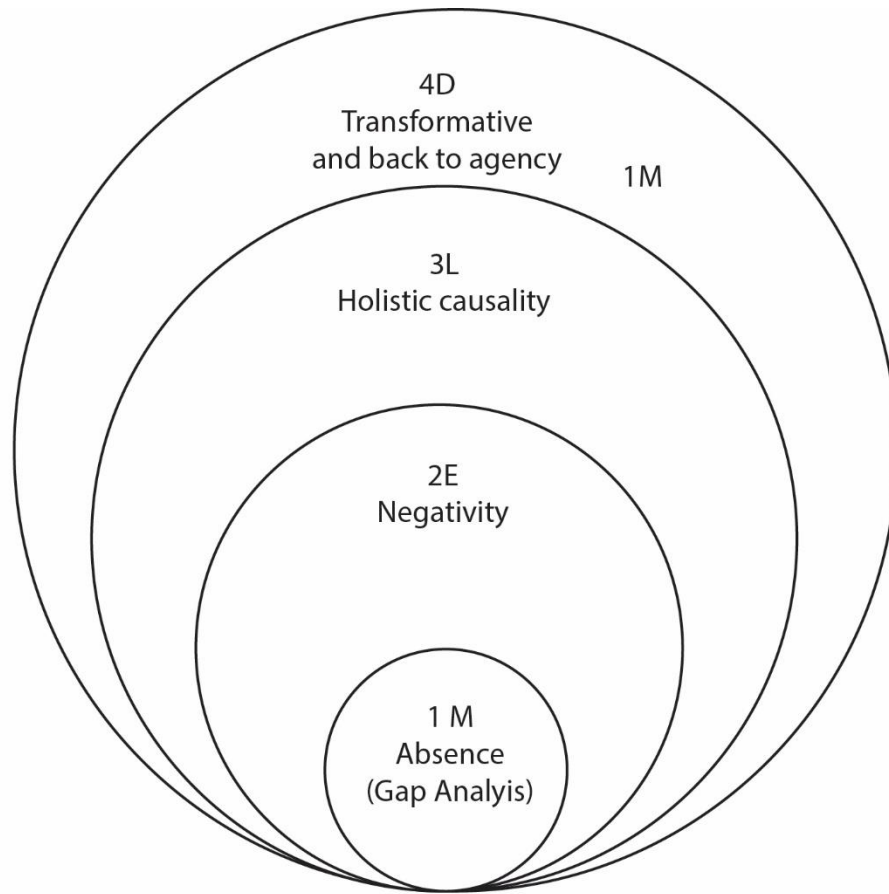 4D
Transformative
and back to agency
1M
3L
Holistic causality
2E
Negativity
1 M
Absence
(Gap Analyis)